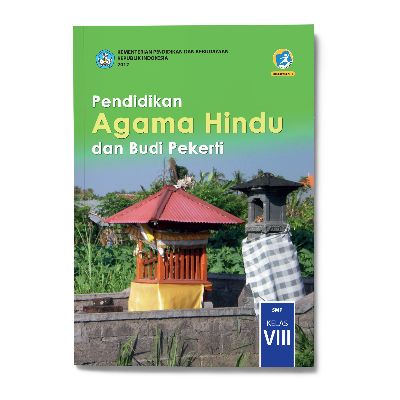 KEMENTERIAN PENDIDIKAN DAN KEBUDAYAAN
REPUBLIK INDONESIA
2017
Pendidikan
Agama Hindu
dan Budi Pekerti
SMP
KELAS
VIII